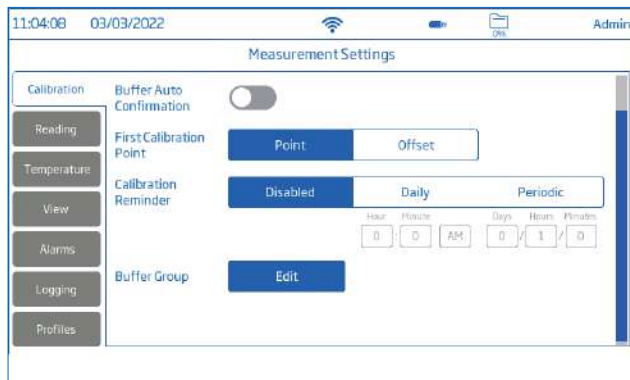 11:04:08 03/03/2022 Admin
Measurement Settings
Calibration
Reading
Temperature
View
Alarms
Logging
Profiles
Buffer Auto
Confirmation
First Calibration
Point
Point Offset
Calibration
Reminder
Disabled Daily Periodic
Hour Minute Days Hours Minutes
0 : 0 AM 0 / 1 / 0
Buffer Group
Edit